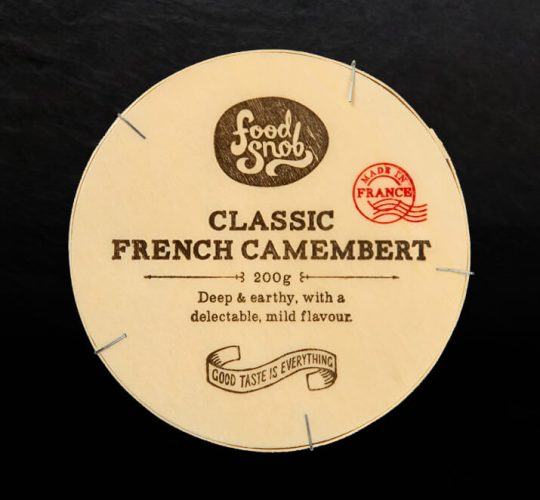 food
snob
MADE IN
FRANCE
CLASSIC
FRENCH CAMEMBERT
200g
Deep & earthy, with a
delectable, mild flavour.
GOOD TASTE IS EVERYTHING